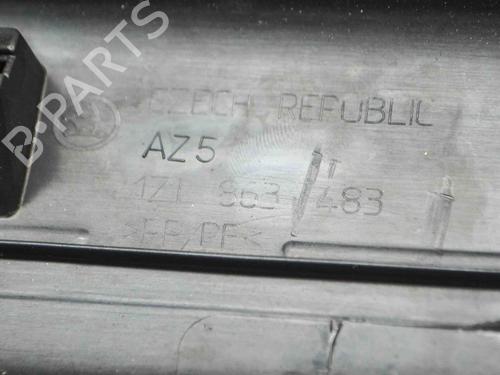 B-PARTS
CZECH REPUBLIC
AZ5
T
1Z1 863 483
>PP/PE<